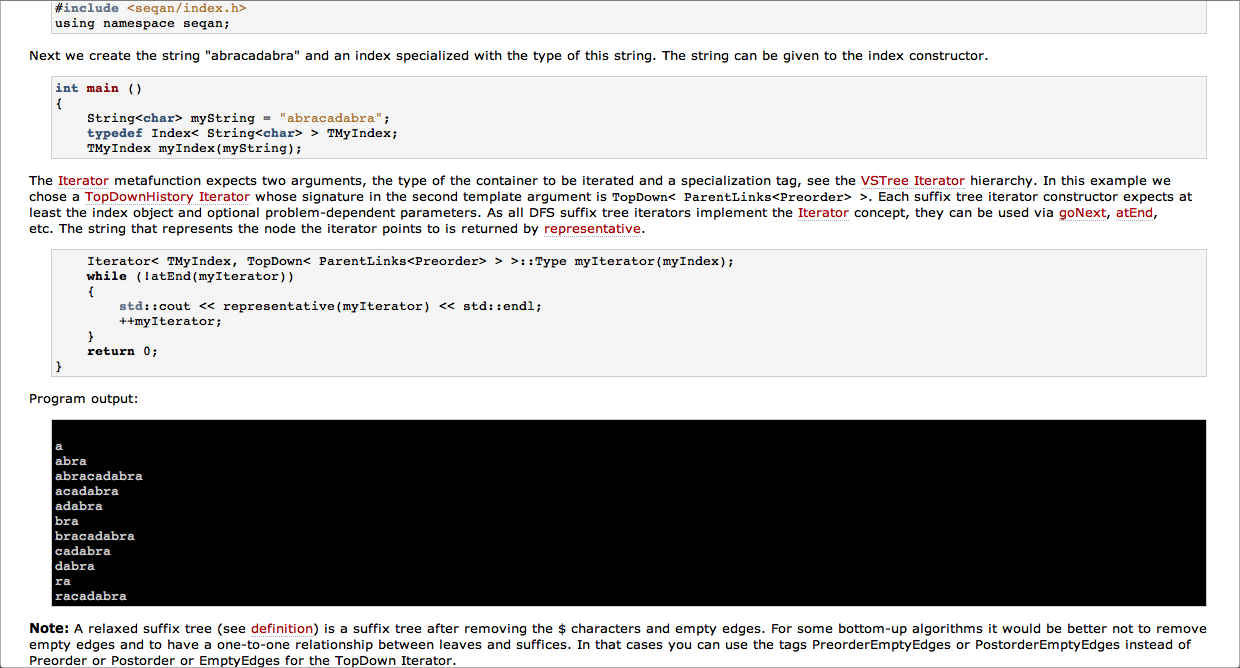 #include <seqan/index.h>
using namespace seqan;
Next we create the string "abracadabra" and an index specialized with the type of this string. The string can be given to the index constructor.
int main ()
{
    String<char> myString = "abracadabra";
    typedef Index< String<char> > TMyIndex;
    TMyIndex myIndex(myString);
The Iterator metafunction expects two arguments, the type of the container to be iterated and a specialization tag, see the VSTree Iterator hierarchy. In this example we
chose a TopDownHistory Iterator whose signature in the second template argument is TopDown< ParentLinks<Preorder> >. Each suffix tree iterator constructor expects at
least the index object and optional problem-dependent parameters. As all DFS suffix tree iterators implement the Iterator concept, they can be used via goNext, atEnd,
etc. The string that represents the node the iterator points to is returned by representative.
    Iterator< TMyIndex, TopDown< ParentLinks<Preorder> > >::Type myIterator(myIndex);
    while (!atEnd(myIterator))
    {
        std::cout << representative(myIterator) << std::endl;
        ++myIterator;
    }
    return 0;
}
Program output:
a
abra
abracadabra
acadabra
adabra
bra
bracadabra
cadabra
dabra
ra
racadabra
Note: A relaxed suffix tree (see definition) is a suffix tree after removing the $ characters and empty edges. For some bottom-up algorithms it would be better not to remove
empty edges and to have a one-to-one relationship between leaves and suffices. In that cases you can use the tags PreorderEmptyEdges or PostorderEmptyEdges instead of
Preorder or Postorder or EmptyEdges for the TopDown Iterator.